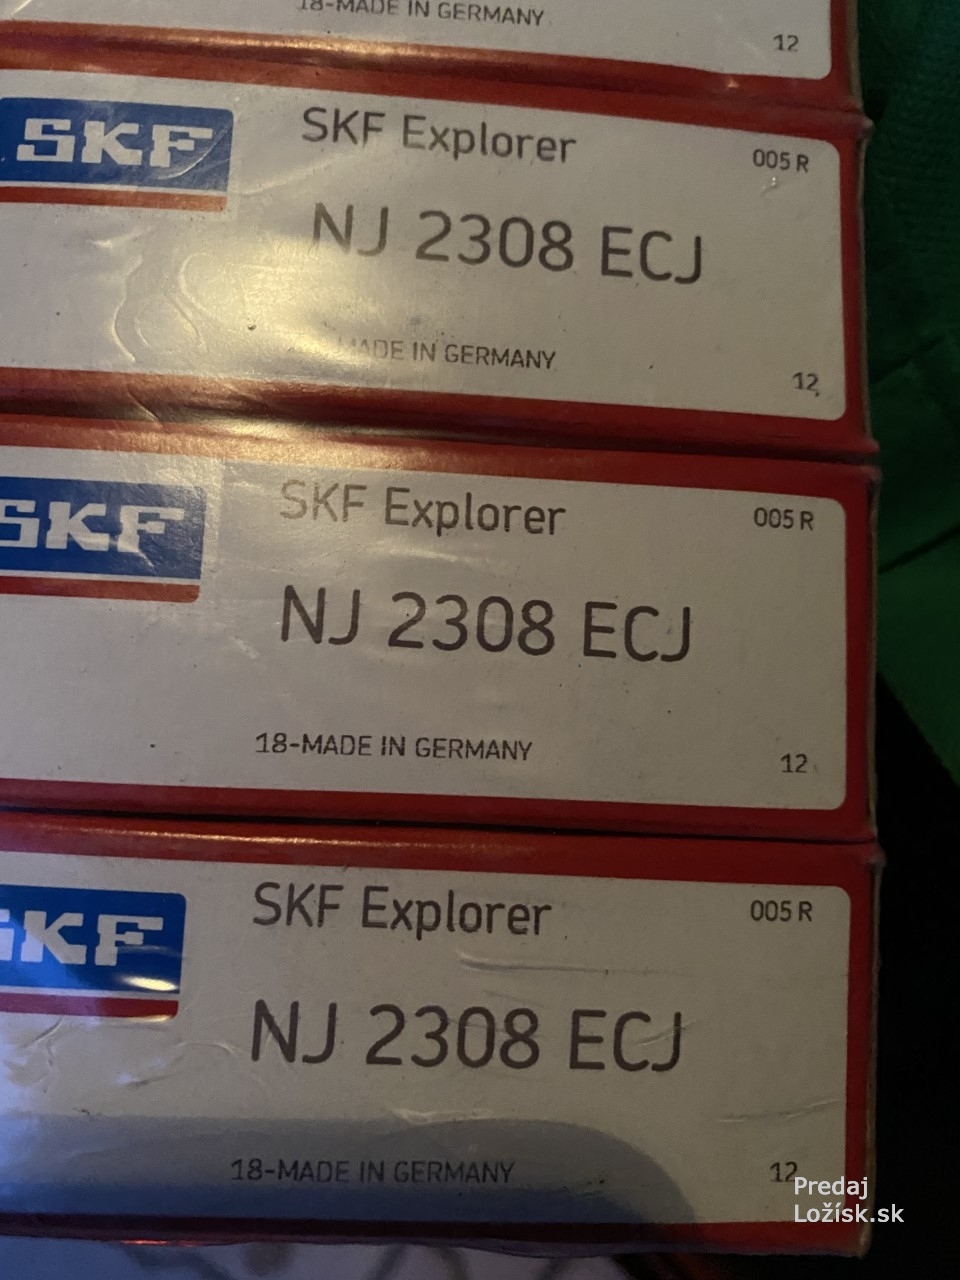 18-MADE IN GERMANY
12
SKF
SKF Explorer
005 R
NJ 2308 ECJ
MADE IN GERMANY
12
SKF
SKF Explorer
005 R
NJ 2308 ECJ
18-MADE IN GERMANY
12
SKF
SKF Explorer
005 R
NJ 2308 ECJ
18-MADE IN GERMANY
12
Predaj
Ložísk.sk